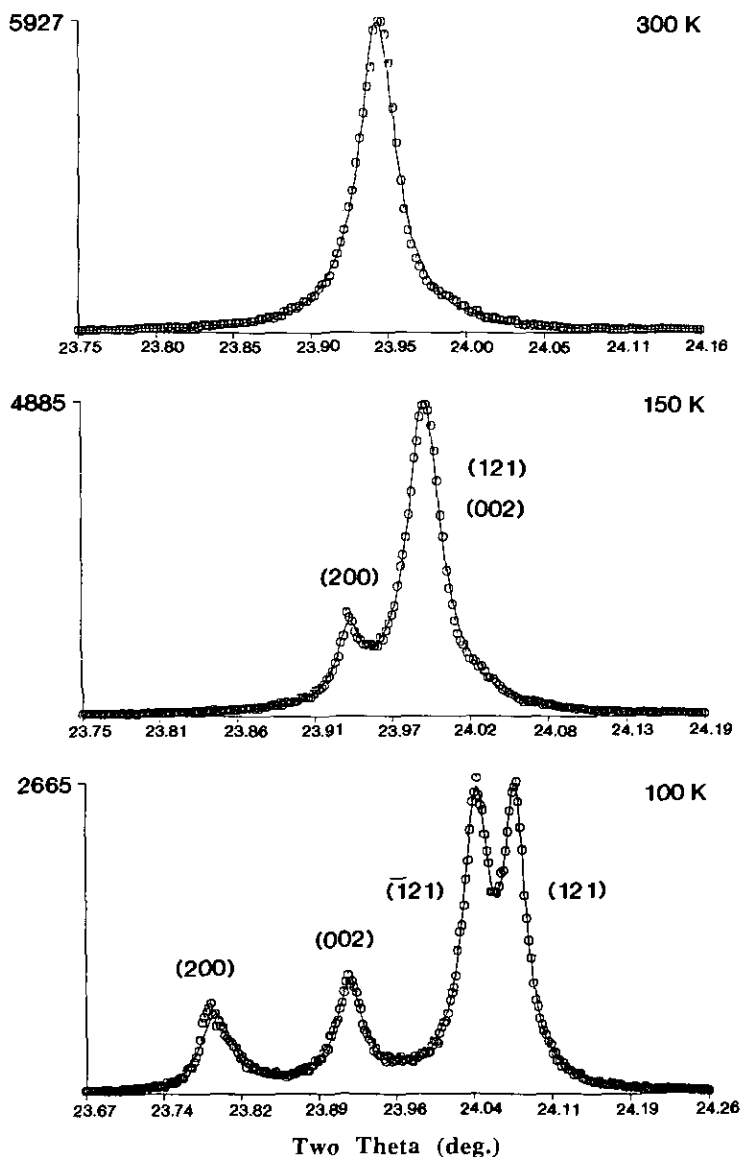 5927
300 K
23.75 23.80 23.85 23.90 23.95 24.00 24.05 24.11 24.16
4885
150 K
(121)
(002)
(200)
23.75 23.81 23.86 23.91 23.97 24.02 24.08 24.13 24.19
2665
100 K
(1̅21)
(121)
(002)
(200)
23.67 23.74 23.82 23.89 23.96 24.04 24.11 24.19 24.26
Two Theta (deg.)